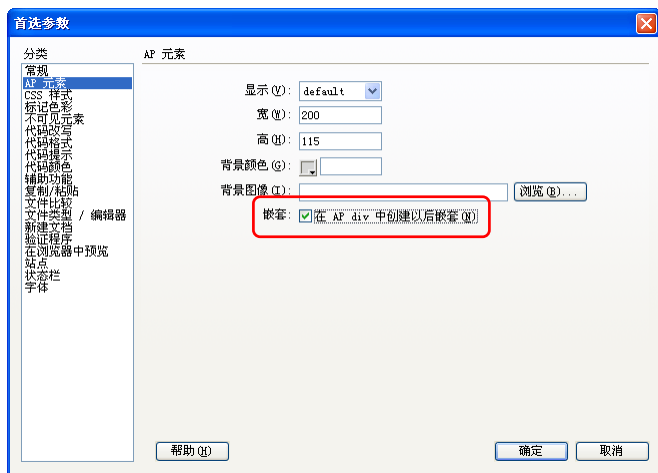 首选参数
分类
常规
AP 元素
CSS 样式
标记色彩
不可见元素
代码改写
代码格式
代码提示
代码颜色
辅助功能
复制/粘贴
文件比较
文件类型 / 编辑器
新建文档
验证程序
在浏览器中预览
站点
状态栏
字体
AP 元素
显示(V): default
宽(W): 200
高(H): 115
背景颜色(G):
背景图像(I): 浏览(B)...
嵌套: 在 AP div 中创建以后嵌套(N)
帮助(H) 确定 取消